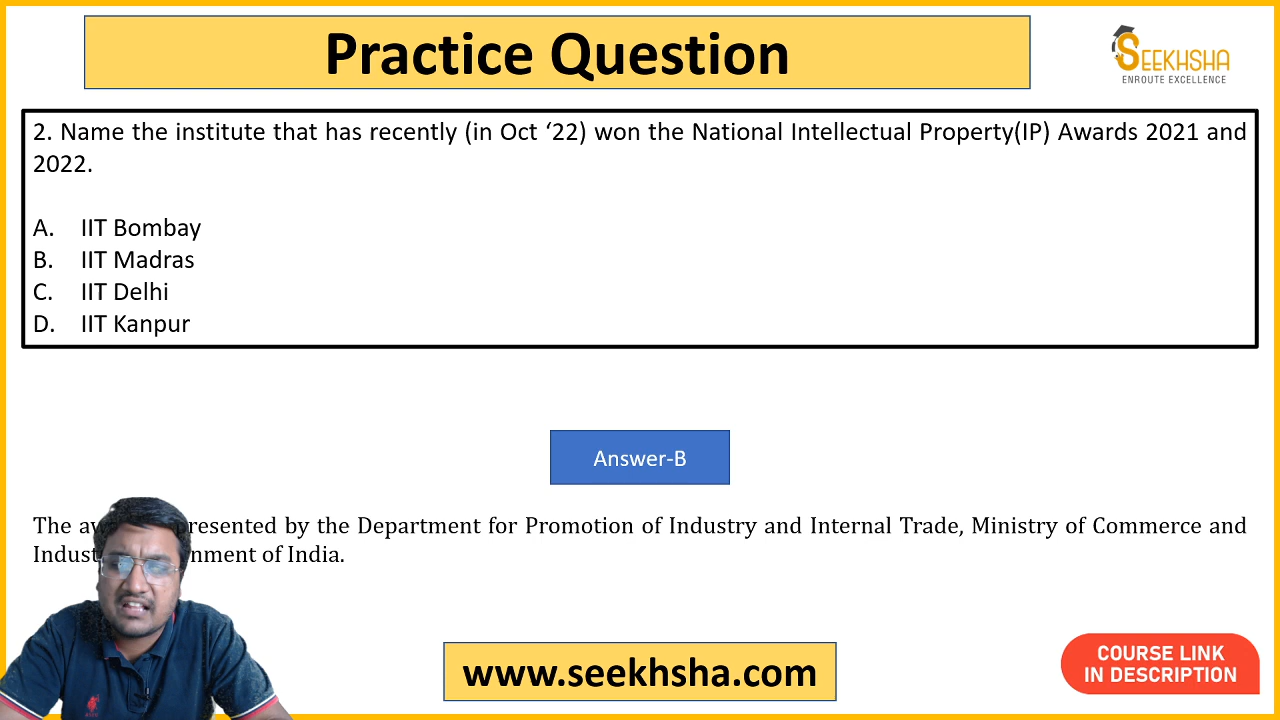 Practice Question
SEEKHSHA
ENROUTE EXCELLENCE
2. Name the institute that has recently (in Oct ‘22) won the National Intellectual Property(IP) Awards 2021 and
2022.
A. IIT Bombay
B. IIT Madras
C. IIT Delhi
D. IIT Kanpur
Answer-B
The presented by the Department for Promotion of Industry and Internal Trade, Ministry of Commerce and
of India.
www.seekhsha.com
COURSE LINK
IN DESCRIPTION